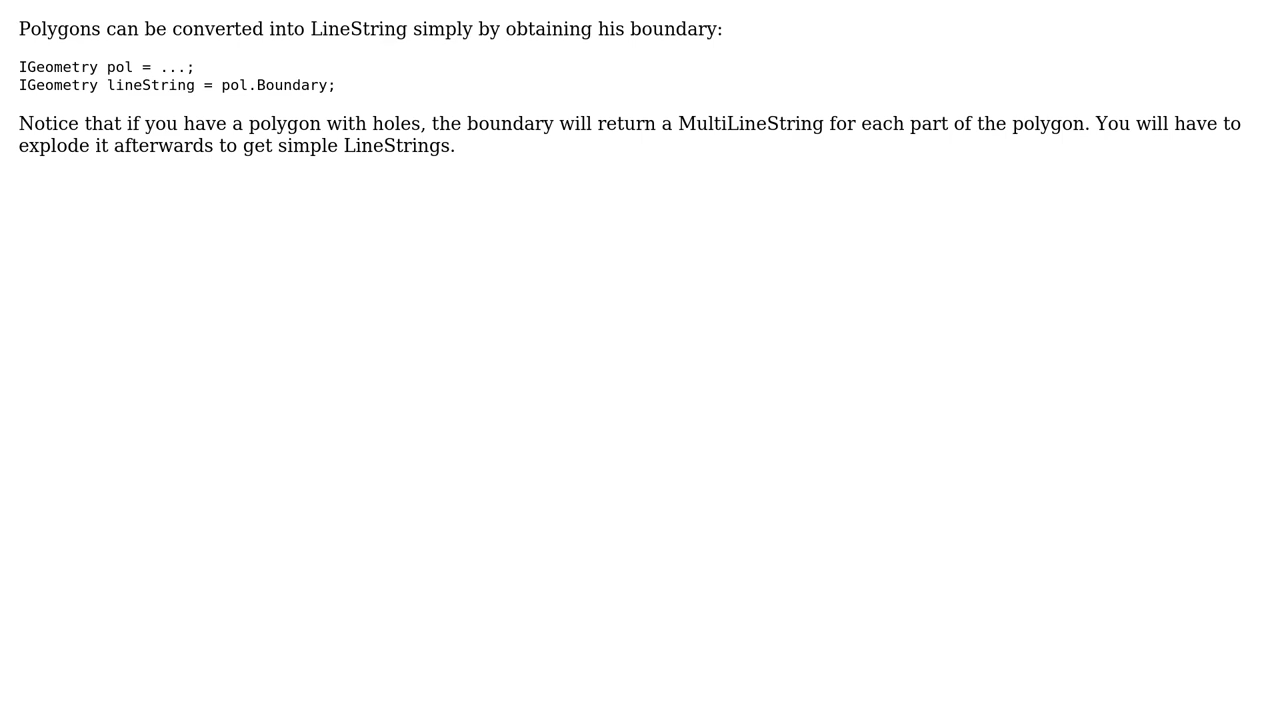 Polygons can be converted into LineString simply by obtaining his boundary:
IGeometry pol = ...;
IGeometry lineString = pol.Boundary;
Notice that if you have a polygon with holes, the boundary will return a MultiLineString for each part of the polygon. You will have to
explode it afterwards to get simple LineStrings.